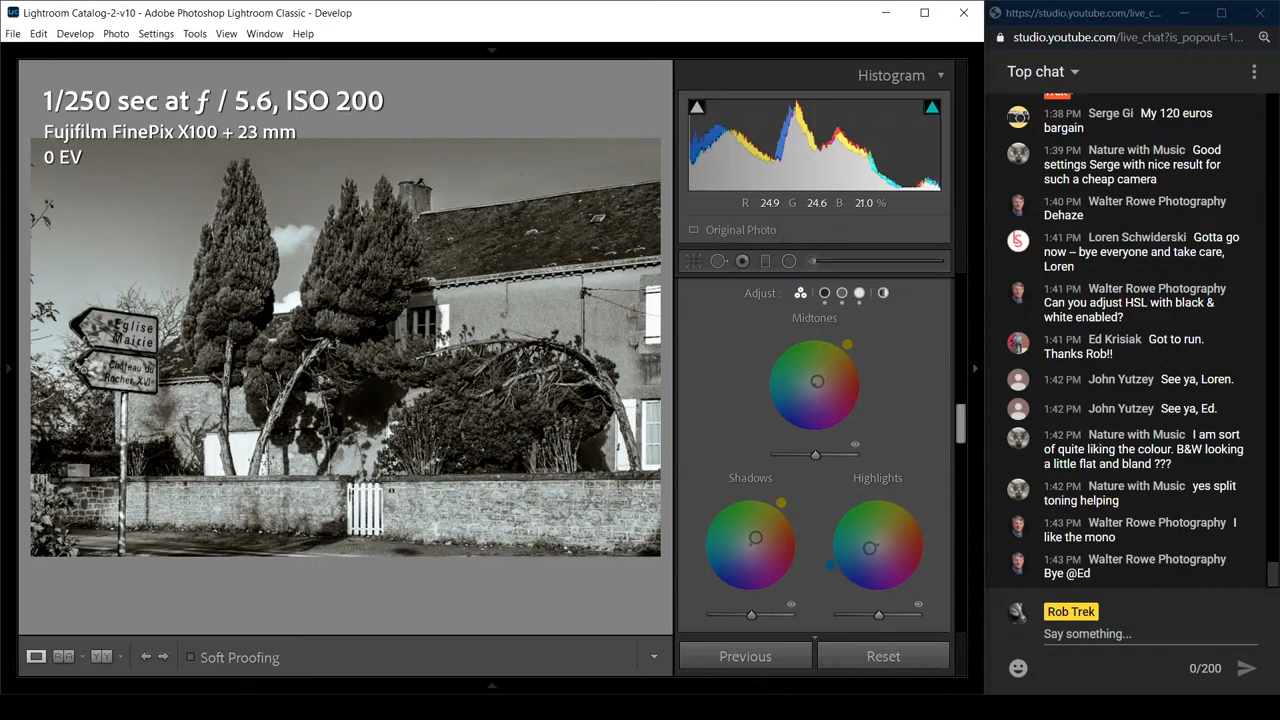 Lightroom Catalog-2-v10 - Adobe Photoshop Lightroom Classic - Develop
File Edit Develop Photo Settings Tools View Window Help
1/250 sec at ƒ / 5.6, ISO 200
Fujifilm FinePix X100 + 23 mm
0 EV
Eglise
Mairie
Château du
Rocher XVI
Histogram
R 24.9 G 24.6 B 21.0 %
Original Photo
Adjust :
Midtones
Shadows
Highlights
Soft Proofing
Previous
Reset
https://studio.youtube.com/live_c...
studio.youtube.com/live_chat?is_popout=1...
Top chat
1:38 PM Serge Gi My 120 euros
bargain
1:39 PM Nature with Music Good
settings Serge with nice result for
such a cheap camera
1:40 PM Walter Rowe Photography
Dehaze
1:41 PM Loren Schwiderski Gotta go
now – bye everyone and take care,
Loren
1:41 PM Walter Rowe Photography
Can you adjust HSL with black &
white enabled?
1:41 PM Ed Krisiak Got to run.
Thanks Rob!!
1:42 PM John Yutzey See ya, Loren.
1:42 PM John Yutzey See ya, Ed.
1:42 PM Nature with Music I am sort
of quite liking the colour. B&W looking
a little flat and bland ???
1:42 PM Nature with Music yes split
toning helping
1:43 PM Walter Rowe Photography I
like the mono
1:43 PM Walter Rowe Photography
Bye @Ed
Rob Trek
Say something...
0/200